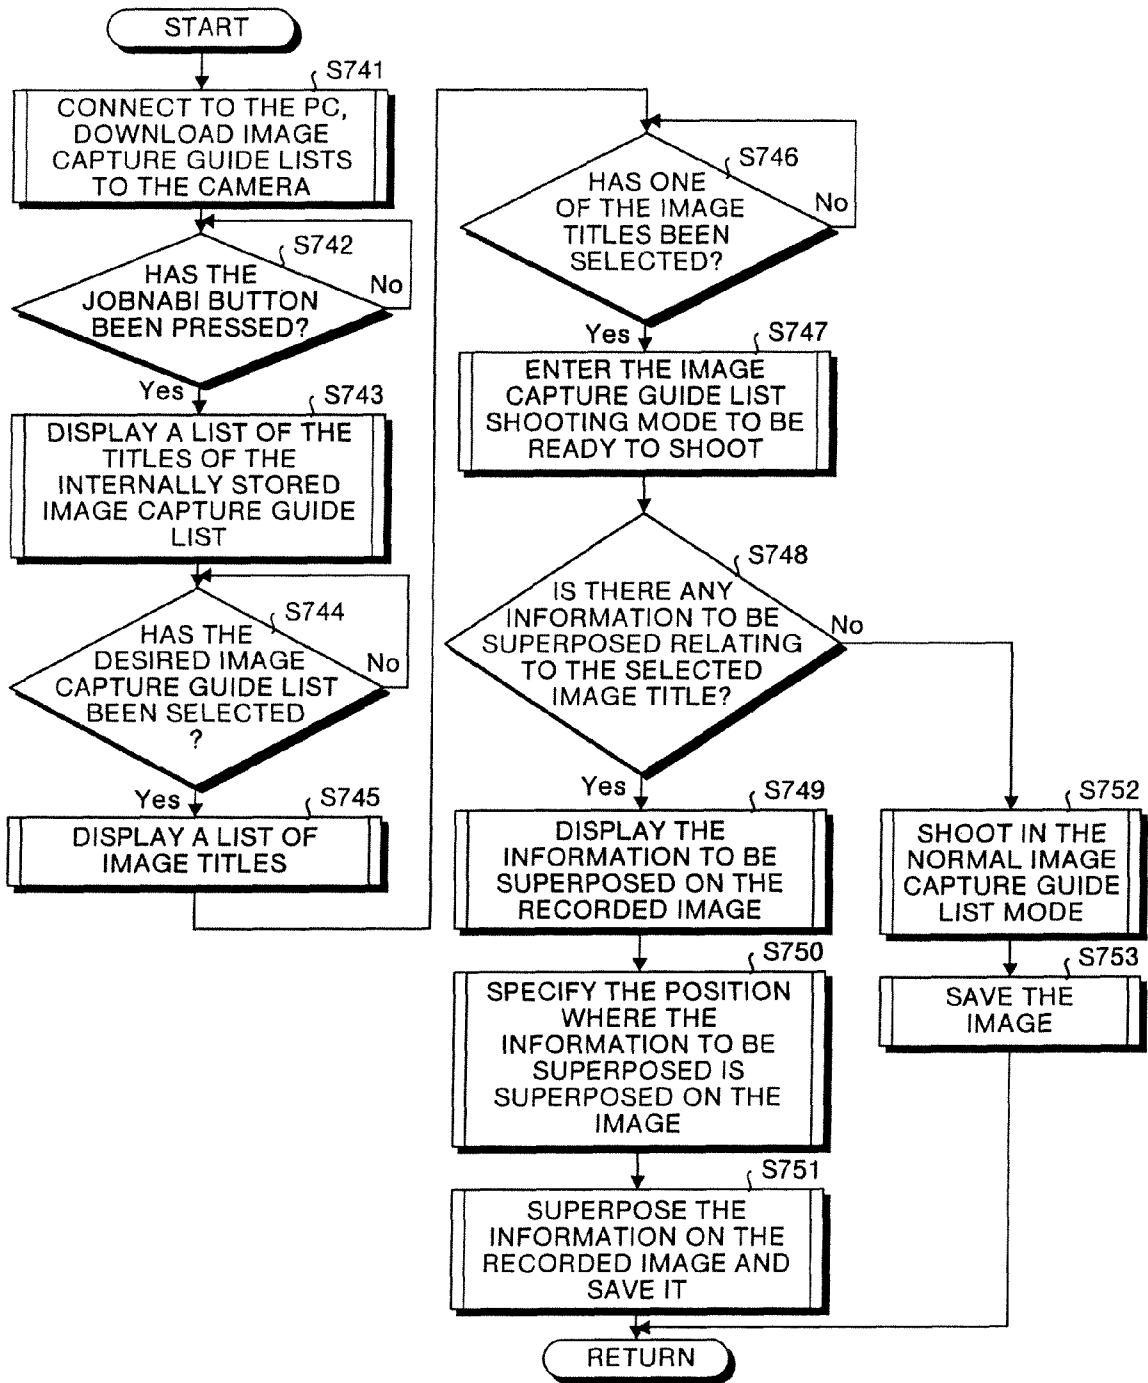 START
S741
CONNECT TO THE PC,
DOWNLOAD IMAGE
CAPTURE GUIDE LISTS
TO THE CAMERA
S742
HAS THE
JOBNABI BUTTON
BEEN PRESSED?
No
Yes
S743
DISPLAY A LIST OF THE
TITLES OF THE
INTERNALLY STORED
IMAGE CAPTURE GUIDE
LIST
S744
HAS THE
DESIRED IMAGE
CAPTURE GUIDE LIST
BEEN SELECTED
?
No
Yes
S745
DISPLAY A LIST OF
IMAGE TITLES
S746
HAS ONE
OF THE IMAGE
TITLES BEEN
SELECTED?
No
Yes
S747
ENTER THE IMAGE
CAPTURE GUIDE LIST
SHOOTING MODE TO BE
READY TO SHOOT
S748
IS THERE ANY
INFORMATION TO BE
SUPERPOSED RELATING
TO THE SELECTED
IMAGE TITLE?
No
Yes
S749
DISPLAY THE
INFORMATION TO BE
SUPERPOSED ON THE
RECORDED IMAGE
S750
SPECIFY THE POSITION
WHERE THE
INFORMATION TO BE
SUPERPOSED IS
SUPERPOSED ON THE
IMAGE
S751
SUPERPOSE THE
INFORMATION ON THE
RECORDED IMAGE AND
SAVE IT
S752
SHOOT IN THE
NORMAL IMAGE
CAPTURE GUIDE
LIST MODE
S753
SAVE THE
IMAGE
RETURN